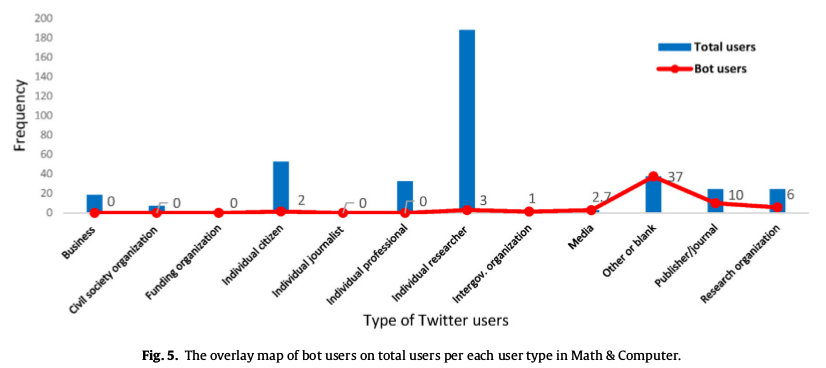 200
180
160
140
120
100
80
60
40
20
0
Frequency
Total users
Bot users
0
0
0
2
0
0
3
1
2,7
37
10
6
Business
Civil society organization
Funding organization
Individual citizen
Individual journalist
Individual professional
Individual researcher
Intergov. organization
Media
Other or blank
Publisher/journal
Research organization
Type of Twitter users
Fig. 5. The overlay map of bot users on total users per each user type in Math & Computer.